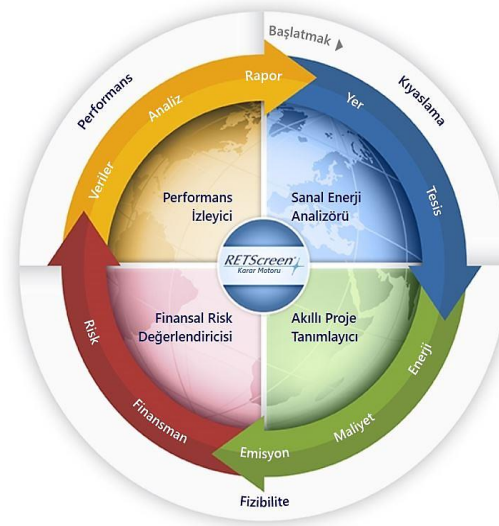 Başlatmak
Performans
Kıyaslama
Veriler
Analiz
Rapor
Yer
Tesis
Performans
İzleyici
Sanal Enerji
Analizörü
RETScreen
Karar Motoru
Finansal Risk
Değerlendiricisi
Akıllı Proje
Tanımlayıcı
Risk
Finansman
Emisyon
Maliyet
Enerji
Fizibilite